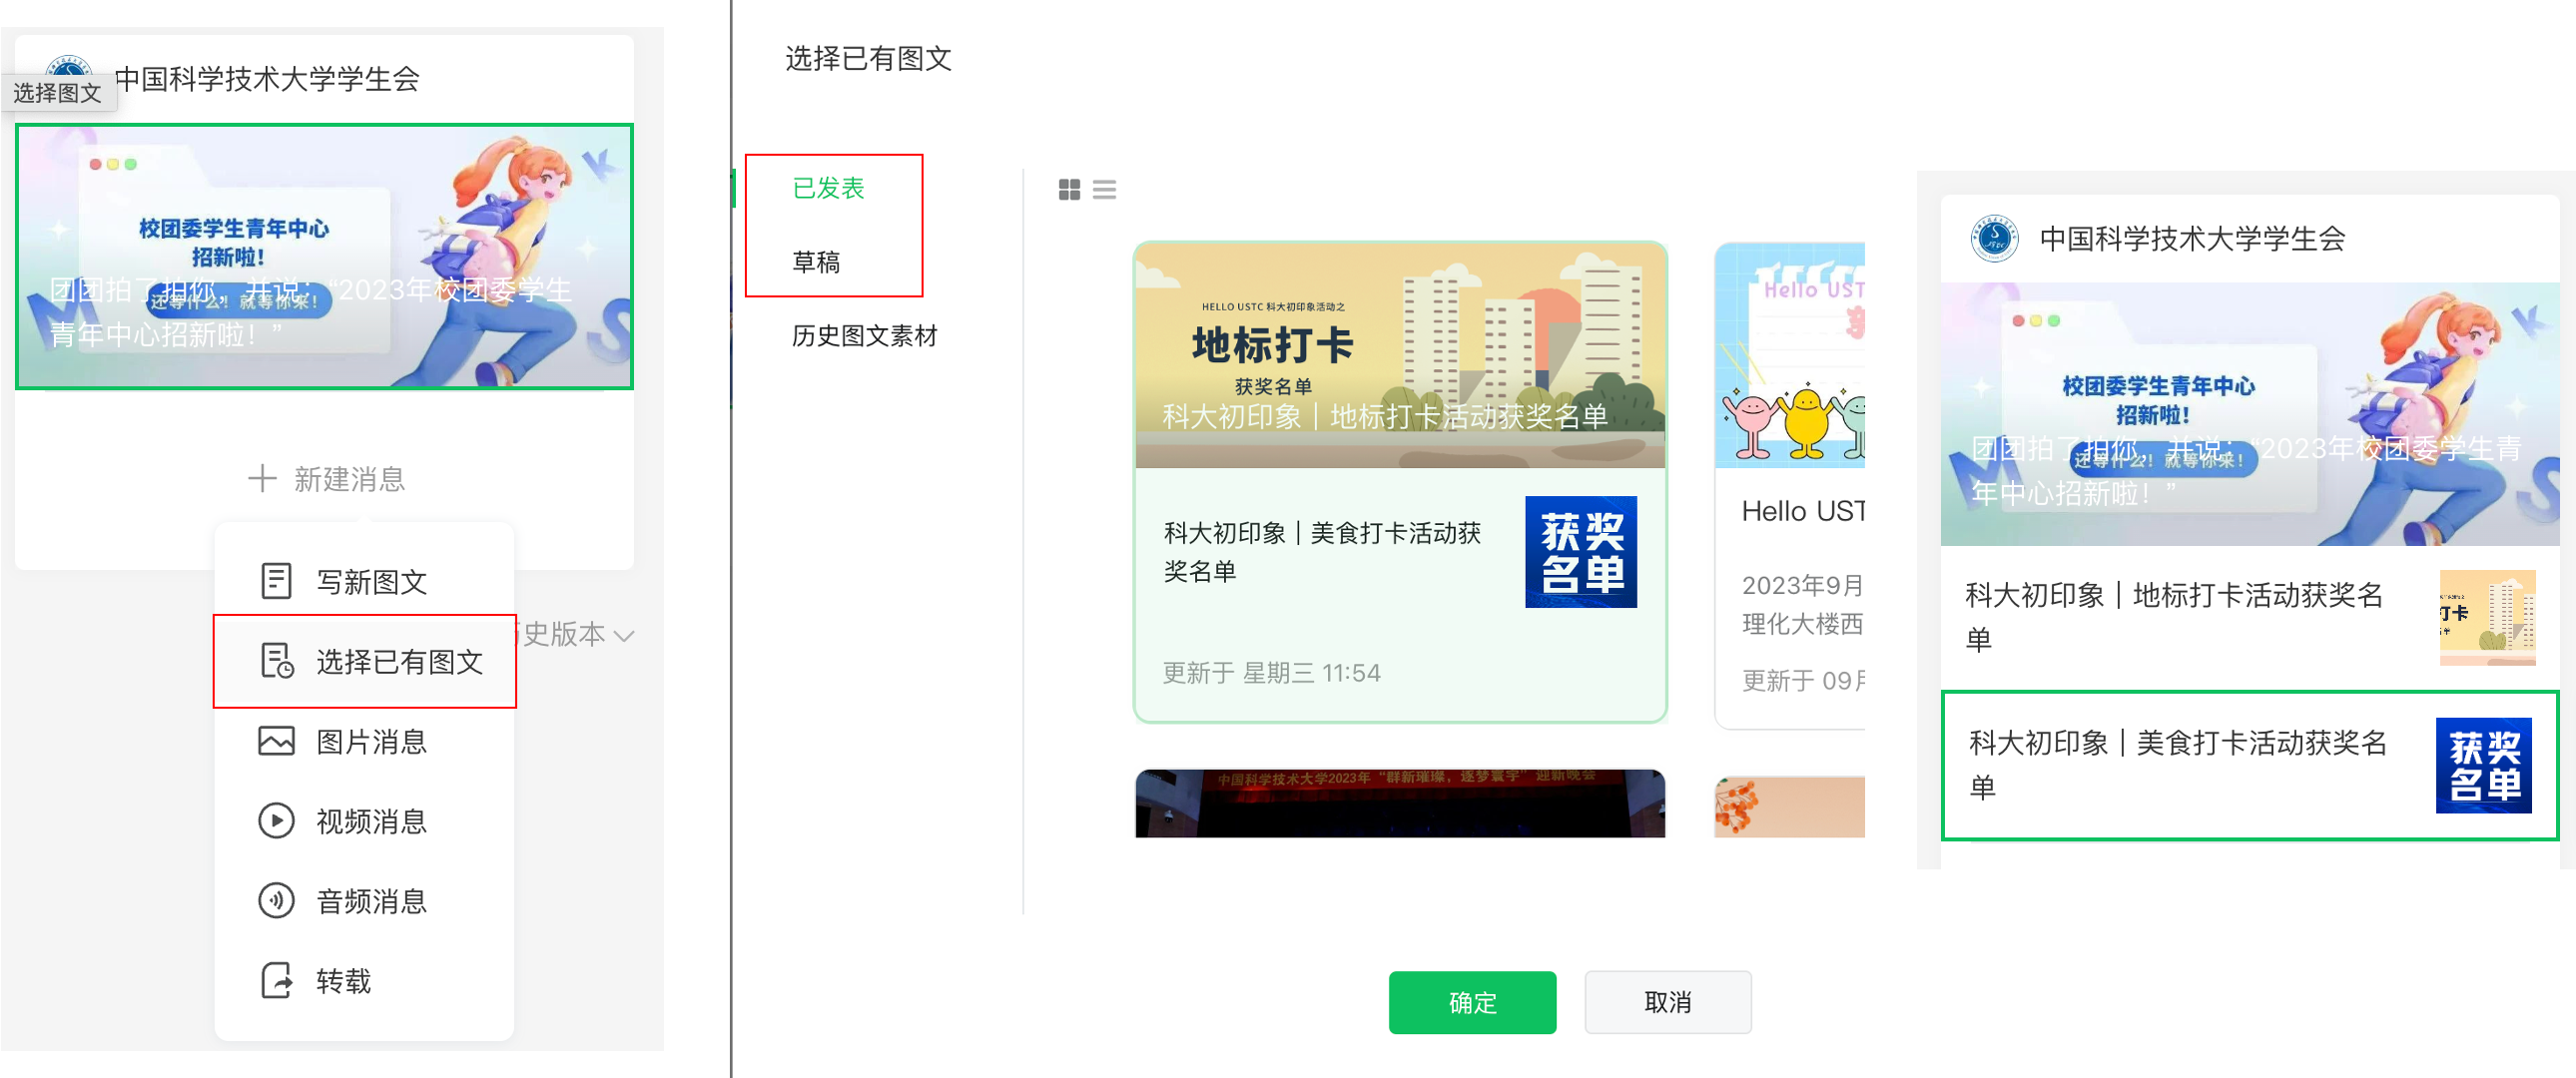 中国科学技术大学学生会
选择图文
校团委学生青年中心
招新啦！
团团拍了拍你，并说：“2023年校团委学生
还等什么！就等你来！
青年中心招新啦！”
新建消息
写新图文
选择已有图文
史版本
图片消息
视频消息
音频消息
转载
选择已有图文
已发表
草稿
历史图文素材
HELLO USTC 科大初印象活动之
地标打卡
获奖名单
科大初印象｜地标打卡活动获奖名单
科大初印象｜美食打卡活动获
奖名单
获奖
名单
更新于 星期三 11:54
Hello UST
Hello UST
2023年9月
理化大楼西
更新于 09月
中国科学技术大学2023年“群新璀璨，逐梦寰宇”迎新晚会
确定
取消
中国科学技术大学学生会
校团委学生青年中心
招新啦！
团团拍了拍你，并说：“2023年校团委学生青
还等什么！就等你来！
年中心招新啦！”
科大初印象｜地标打卡活动获奖名
单
打卡
科大初印象｜美食打卡活动获奖名
单
获奖
名单